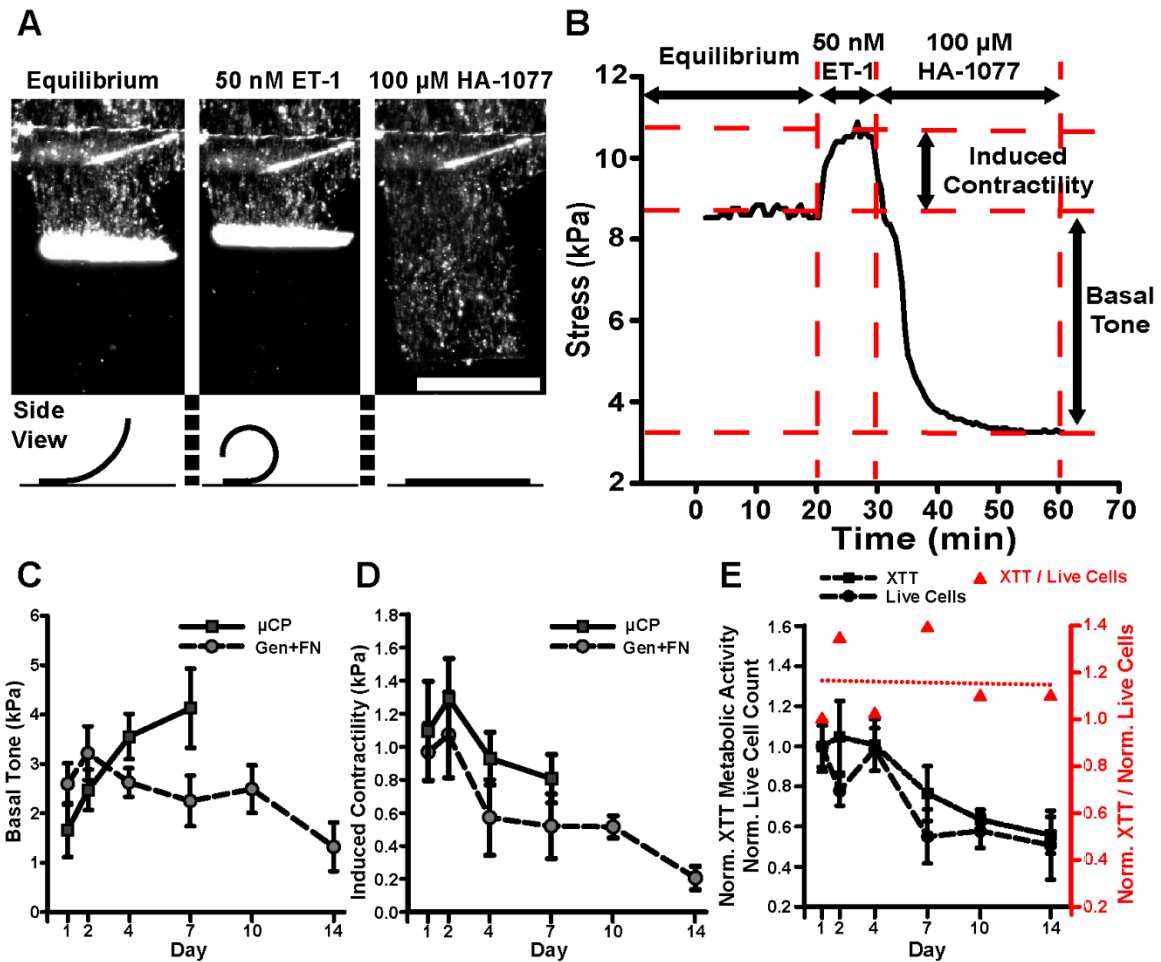 A
Equilibrium
50 nM ET-1
100 µM HA-1077
Side
View
B
Equilibrium
50 nM
ET-1
100 µM
HA-1077
12
10
8
6
4
2
Stress (kPa)
Induced
Contractility
Basal
Tone
0
10
20
30
40
50
60
70
Time (min)
C
µCP
Gen+FN
6
5
4
3
2
1
0
Basal Tone (kPa)
1
2
4
7
10
14
Day
D
µCP
Gen+FN
1.8
1.6
1.4
1.2
1.0
0.8
0.6
0.4
0.2
0.0
Induced Contractility (kPa)
1
2
4
7
10
14
Day
E
XTT
Live Cells
XTT / Live Cells
1.6
1.4
1.2
1.0
0.8
0.6
0.4
0.2
Norm. XTT Metabolic Activity
Norm. Live Cell Count
1.4
1.2
1.0
0.8
0.6
0.4
0.2
Norm. XTT / Norm. Live Cells
1
2
4
7
10
14
Day